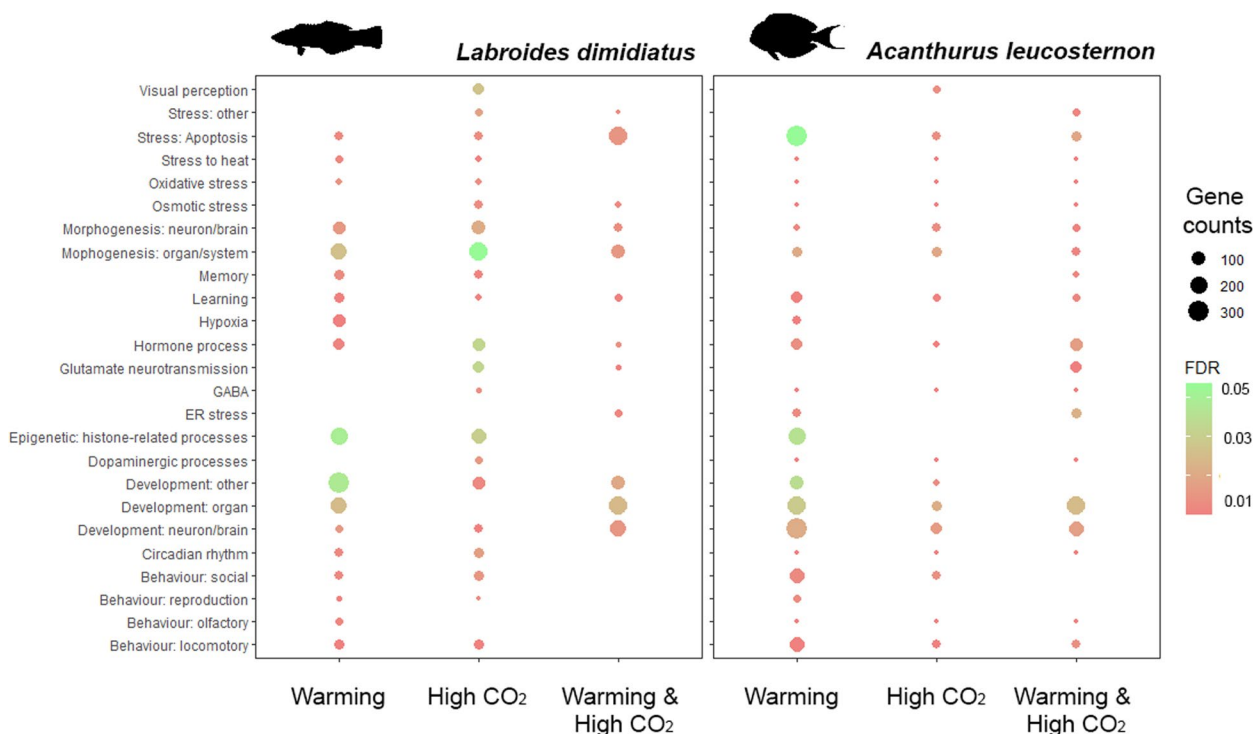 Labroides dimidiatus
Acanthurus leucosternon
Visual perception
Stress: other
Stress: Apoptosis
Stress to heat
Oxidative stress
Osmotic stress
Morphogenesis: neuron/brain
Mophogenesis: organ/system
Memory
Learning
Hypoxia
Hormone process
Glutamate neurotransmission
GABA
ER stress
Epigenetic: histone-related processes
Dopaminergic processes
Development: other
Development: organ
Development: neuron/brain
Circadian rhythm
Behaviour: social
Behaviour: reproduction
Behaviour: olfactory
Behaviour: locomotory
Warming
High CO₂
Warming &
High CO₂
Warming
High CO₂
Warming &
High CO₂
Gene
counts
100
200
300
FDR
0.05
0.03
0.01